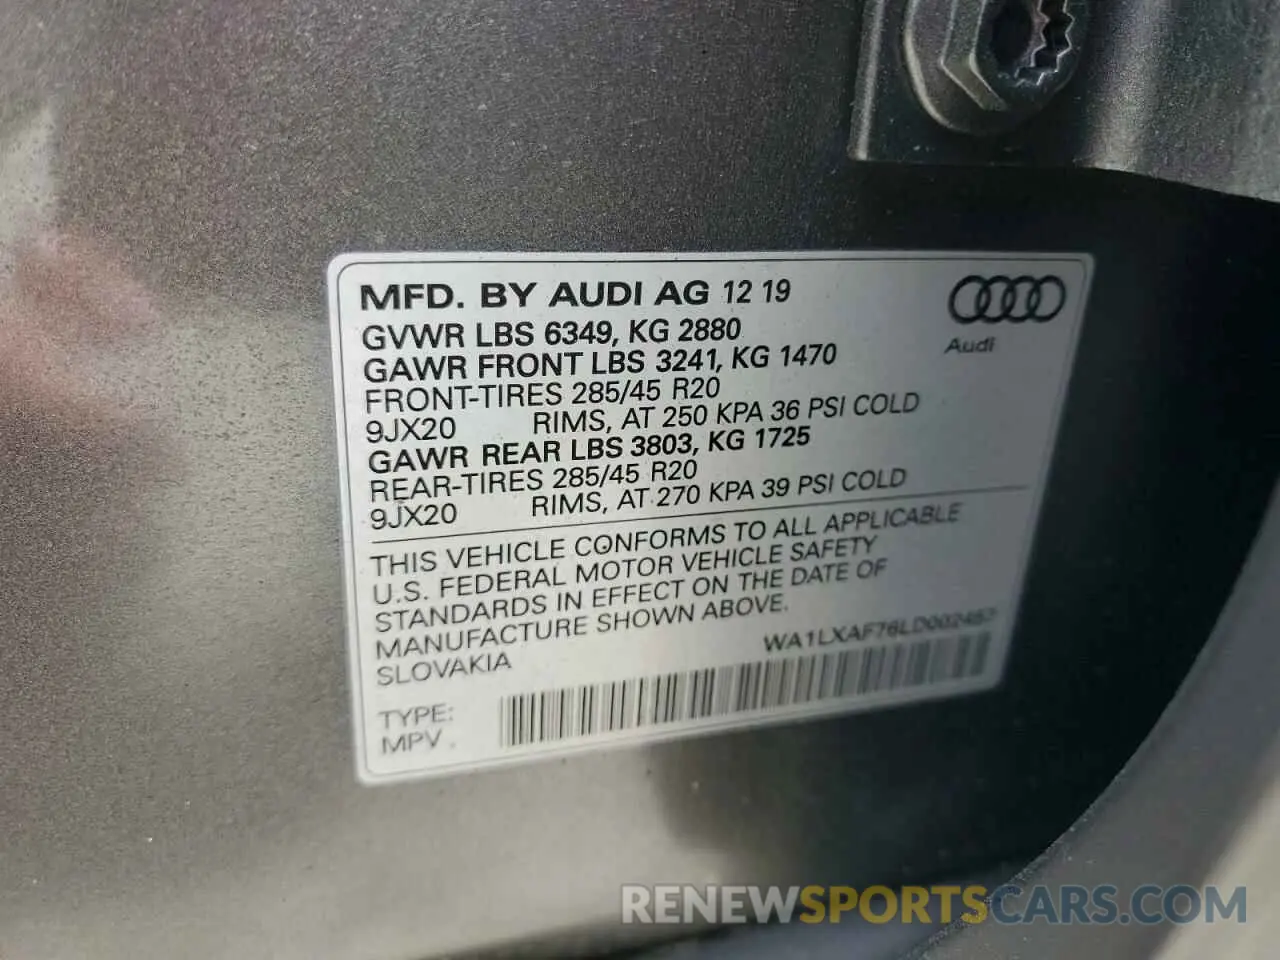 MFD. BY AUDI AG 12 19
GVWR LBS 6349, KG 2880
GAWR FRONT LBS 3241, KG 1470
FRONT-TIRES 285/45 R20
9JX20 RIMS, AT 250 KPA 36 PSI COLD
GAWR REAR LBS 3803, KG 1725
REAR-TIRES 285/45 R20
9JX20 RIMS, AT 270 KPA 39 PSI COLD
Audi
THIS VEHICLE CONFORMS TO ALL APPLICABLE
U.S. FEDERAL MOTOR VEHICLE SAFETY
STANDARDS IN EFFECT ON THE DATE OF
MANUFACTURE SHOWN ABOVE.
SLOVAKIA
TYPE:
MPV
RENEWSPORTSCARS.COM